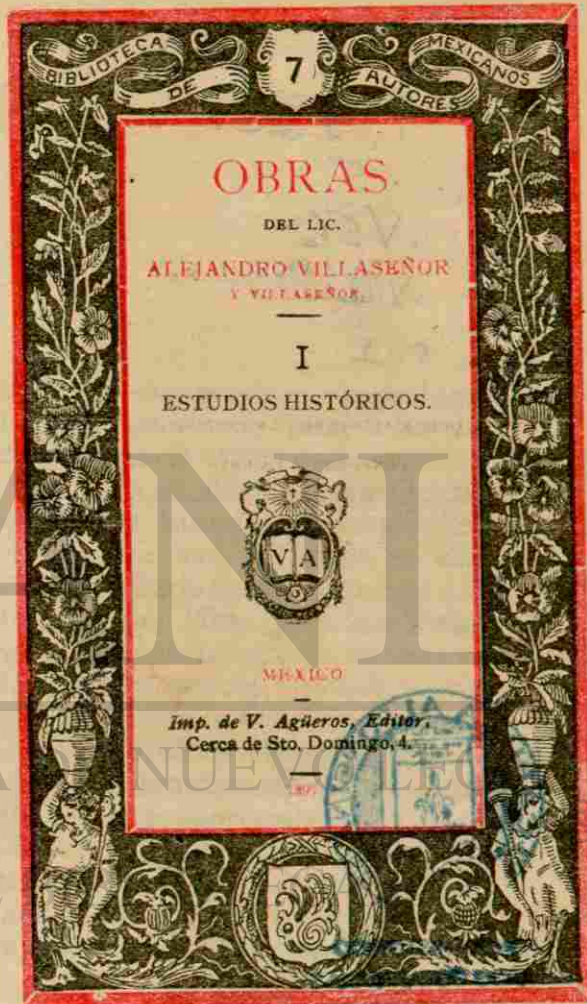 BIBLIOTECA DE 7 AUTORES MEXICANOS
OBRAS
DEL LIC.
ALEJANDRO VILLASEÑOR
Y VILLASEÑOR.
I
ESTUDIOS HISTÓRICOS.
V A
MEXICO
Imp. de V. Agüeros, Editor,
Cerca de Sto. Domingo, 4.
NUEVO